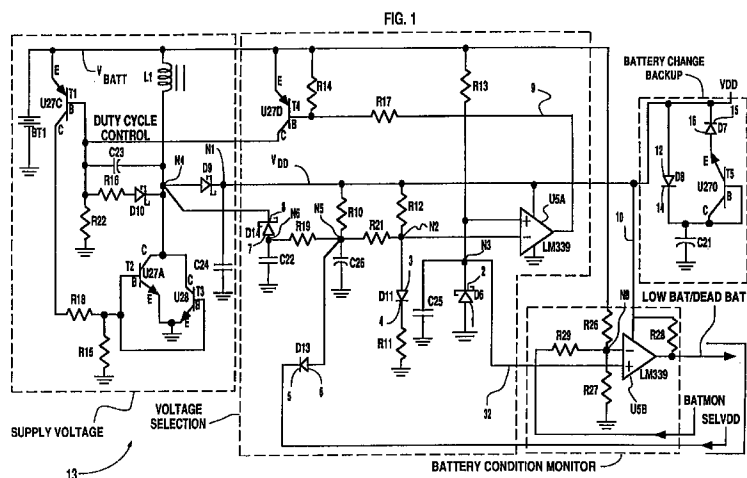 FIG. 1
V BATT
L1
E
T1
B
U27C
C
BT1
DUTY CYCLE
CONTROL
C23
R16
D10
R22
N4
D9
N1
C24
T2
C
B
U27A
E
C
U28
T3
B
E
R18
R15
SUPPLY VOLTAGE
13
E
T4
B
U27D
C
R14
R17
R13
9
VDD
8
D14
N6
7
C22
R19
N5
R10
C26
R21
R12
N2
3
D11
4
R11
C25
N3
2
D6
1
U5A
LM339
D13
5
6
32
VOLTAGE
SELECTION
BATTERY CHANGE
BACKUP
VDD
15
16
D7
12
D8
14
E
T5
B
U270
C
C21
10
LOW BAT/DEAD BAT
R26
N8
R28
R29
R27
LM339
U5B
BATMON
SELVDD
BATTERY CONDITION MONITOR